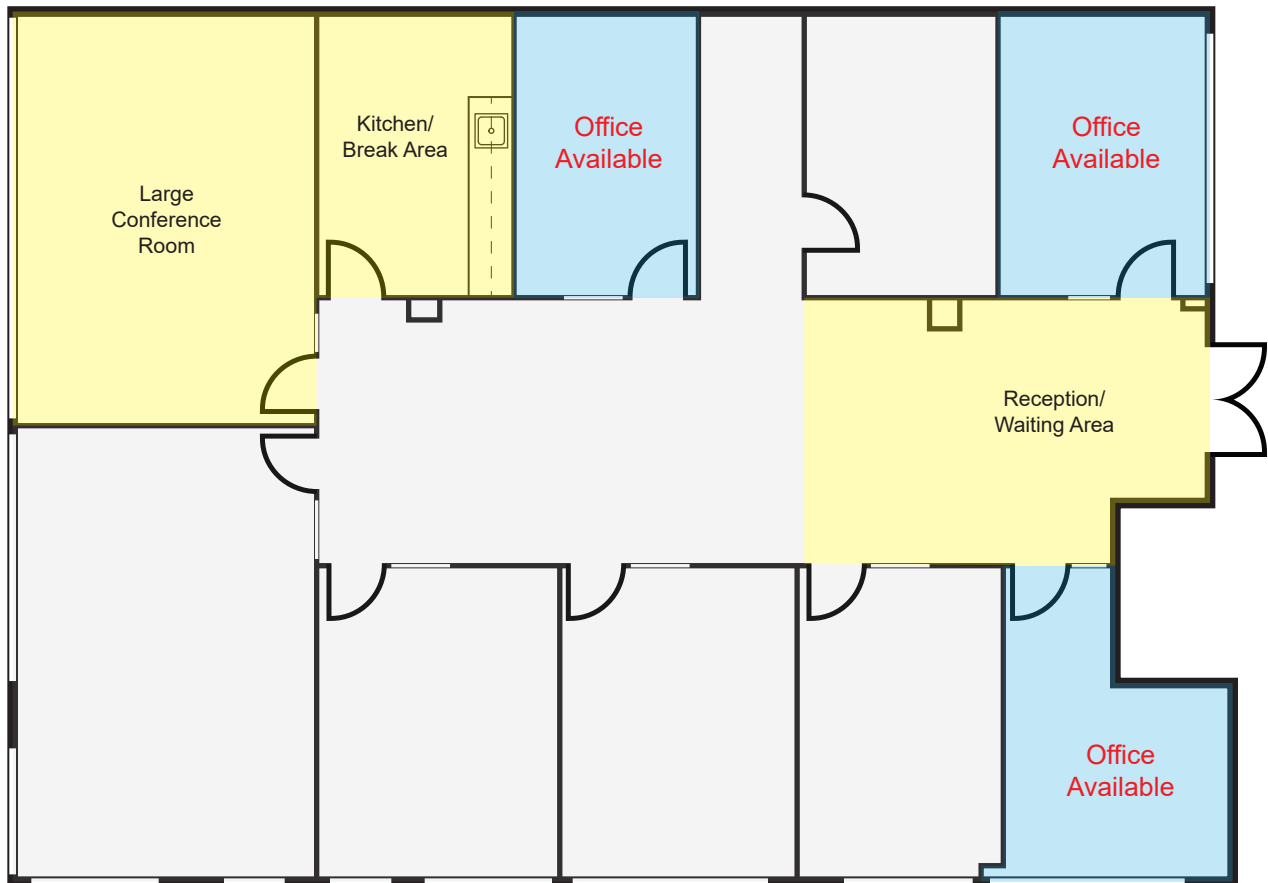 Large
Conference
Room
Kitchen/
Break Area
Office
Available
Office
Available
Reception/
Waiting Area
Office
Available